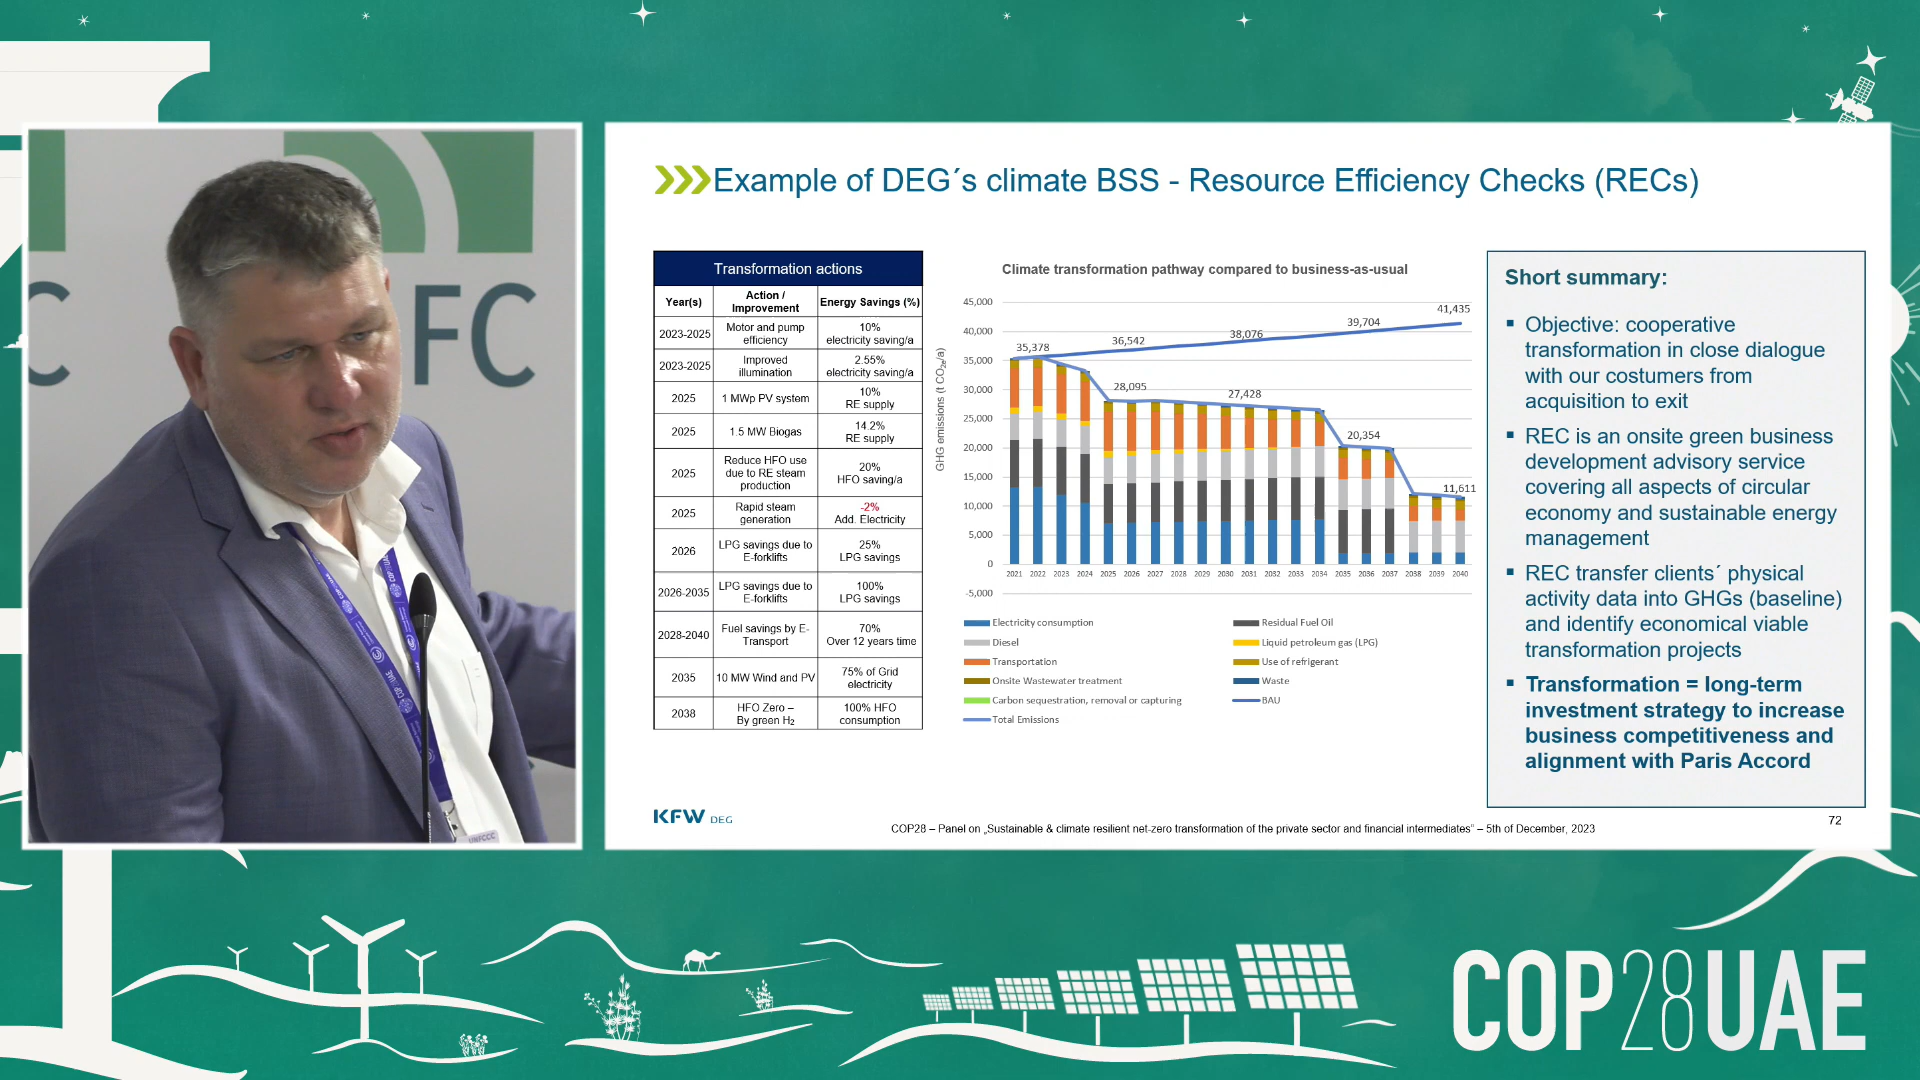 Example of DEG´s climate BSS - Resource Efficiency Checks (RECs)
C
FC
COP28UAE
COP28UAE
UNFCCC
Transformation actions
Year(s)
Action /
Improvement
Energy Savings (%)
2023-2025
Motor and pump
efficiency
10%
electricity saving/a
2023-2025
Improved
illumination
2.55%
electricity saving/a
2025
1 MWp PV system
10%
RE supply
2025
1.5 MW Biogas
14.2%
RE supply
2025
Reduce HFO use
due to RE steam
production
20%
HFO saving/a
2025
Rapid steam
generation
-2%
Add. Electricity
2026
LPG savings due to
E-forklifts
25%
LPG savings
2026-2035
LPG savings due to
E-forklifts
100%
LPG savings
2028-2040
Fuel savings by E-
Transport
70%
Over 12 years time
2035
10 MW Wind and PV
75% of Grid
electricity
2038
HFO Zero –
By green H₂
100% HFO
consumption
Climate transformation pathway compared to business-as-usual
GHG emissions (t CO₂ₑ/a)
45,000
40,000
35,000
30,000
25,000
20,000
15,000
10,000
5,000
0
-5,000
35,378
36,542
38,076
39,704
41,435
28,095
27,428
20,354
11,611
2021 2022 2023 2024 2025 2026 2027 2028 2029 2030 2031 2032 2033 2034 2035 2036 2037 2038 2039 2040
Electricity consumption
Residual Fuel Oil
Diesel
Liquid petroleum gas (LPG)
Transportation
Use of refrigerant
Onsite Wastewater treatment
Waste
Carbon sequestration, removal or capturing
BAU
Total Emissions
Short summary:
▪ Objective: cooperative
transformation in close dialogue
with our costumers from
acquisition to exit
▪ REC is an onsite green business
development advisory service
covering all aspects of circular
economy and sustainable energy
management
▪ REC transfer clients´ physical
activity data into GHGs (baseline)
and identify economical viable
transformation projects
▪ Transformation = long-term
investment strategy to increase
business competitiveness and
alignment with Paris Accord
KFW DEG
COP28 – Panel on „Sustainable & climate resilient net-zero transformation of the private sector and financial intermediates“ – 5th of December, 2023
72
COP28UAE